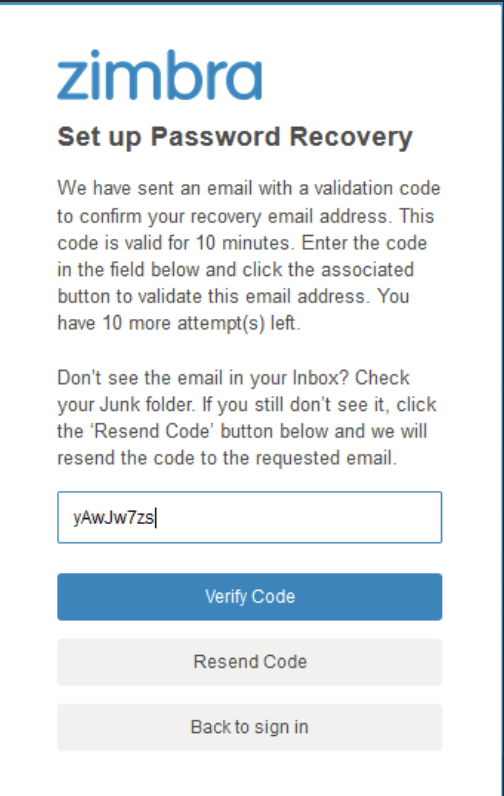 zimbra
Set up Password Recovery
We have sent an email with a validation code
to confirm your recovery email address. This
code is valid for 10 minutes. Enter the code
in the field below and click the associated
button to validate this email address. You
have 10 more attempt(s) left.
Don't see the email in your Inbox? Check
your Junk folder. If you still don't see it, click
the ‘Resend Code’ button below and we will
resend the code to the requested email.
yAwJw7zs
Verify Code
Resend Code
Back to sign in